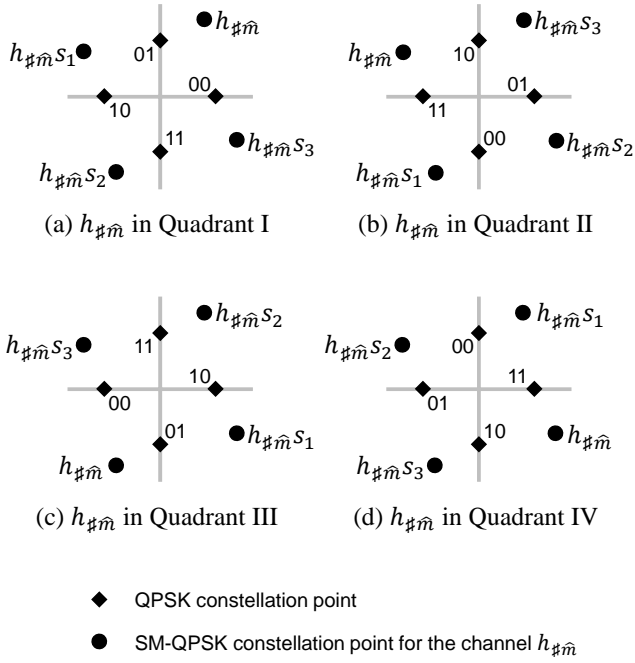 h♯m̂
01
h♯m̂s₁
00
10
11
h♯m̂s₃
h♯m̂s₂
(a) h♯m̂ in Quadrant I
h♯m̂s₃
h♯m̂
10
01
11
00
h♯m̂s₂
h♯m̂s₁
(b) h♯m̂ in Quadrant II
h♯m̂s₂
h♯m̂s₃
11
10
00
01
h♯m̂s₁
h♯m̂
(c) h♯m̂ in Quadrant III
h♯m̂s₁
h♯m̂s₂
00
11
01
10
h♯m̂
h♯m̂s₃
(d) h♯m̂ in Quadrant IV
QPSK constellation point
SM-QPSK constellation point for the channel h♯m̂